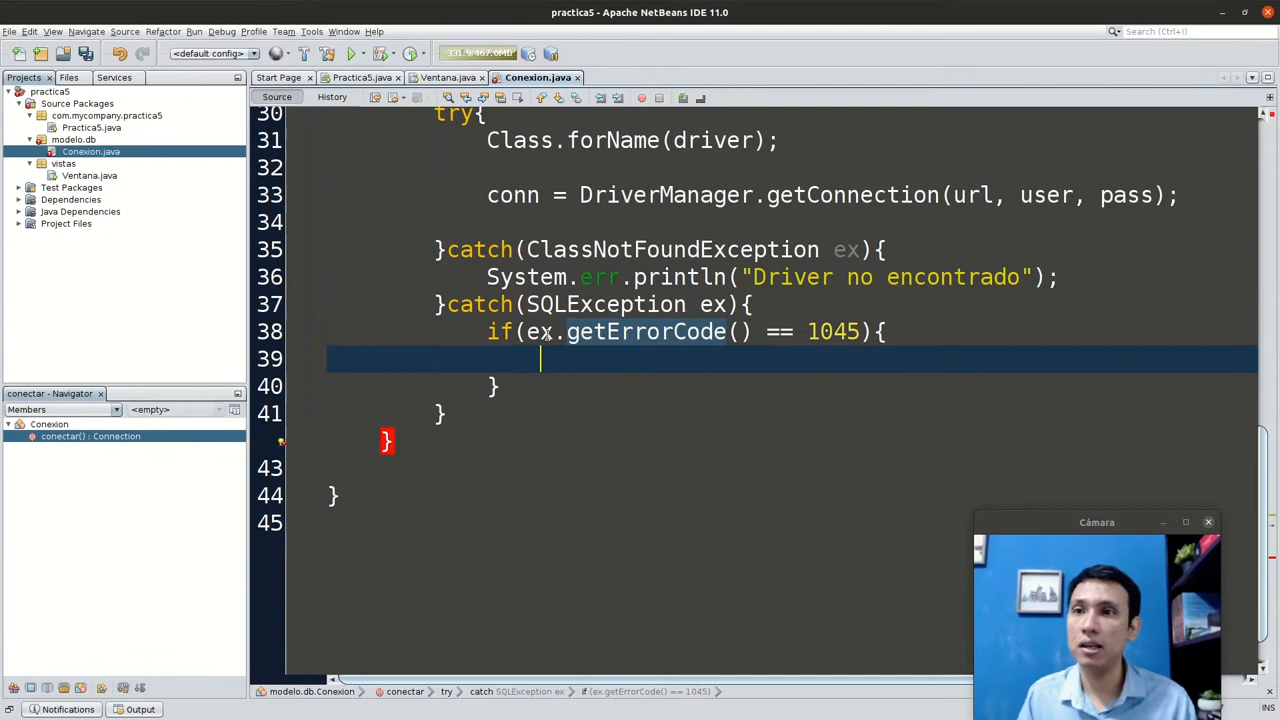 practica5 - Apache NetBeans IDE 11.0
File Edit View Navigate Source Refactor Run Debug Profile Team Tools Window Help
Search (Ctrl+I)
<default config>
331.9/467.0MB
Projects Files Services
Start Page Practica5.java Ventana.java Conexion.java
Source History
practica5
Source Packages
com.mycompany.practica5
Practica5.java
modelo.db
Conexion.java
vistas
Ventana.java
Test Packages
Dependencies
Java Dependencies
Project Files
30 try{
31 Class.forName(driver);
32
33 conn = DriverManager.getConnection(url, user, pass);
34
35 }catch(ClassNotFoundException ex){
36 System.err.println("Driver no encontrado");
37 }catch(SQLException ex){
38 if(ex.getErrorCode() == 1045){
39
40 }
41 }
}
43
44 }
45
conectar - Navigator
Members <empty>
Conexion
conectar() : Connection
Cámara
modelo.db.Conexion conectar try catch SQLException ex if (ex.getErrorCode() == 1045)
Notifications Output
INS